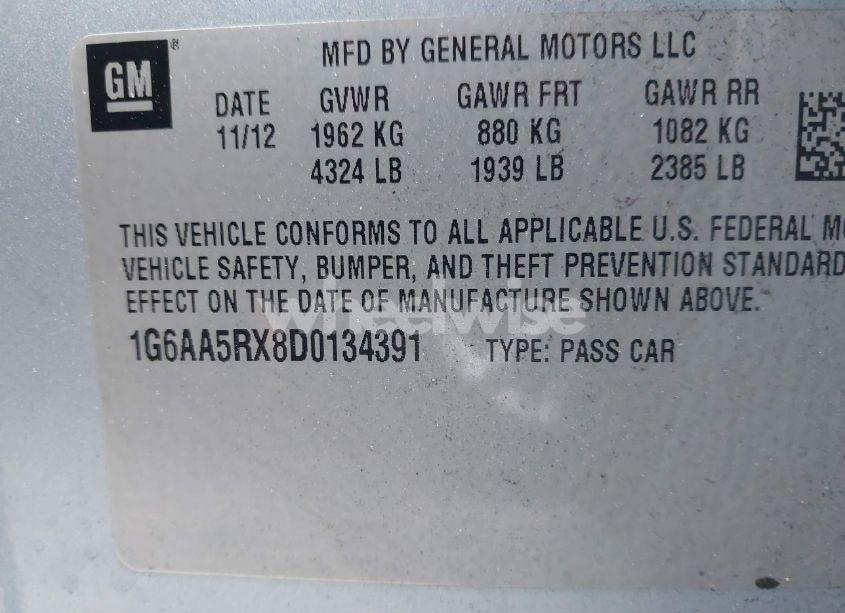 GM ®
MFD BY GENERAL MOTORS LLC
DATE GVWR GAWR FRT GAWR RR
11/12 1962 KG 880 KG 1082 KG
4324 LB 1939 LB 2385 LB
THIS VEHICLE CONFORMS TO ALL APPLICABLE U.S. FEDERAL
VEHICLE SAFETY, BUMPER, AND THEFT PREVENTION STANDARD
EFFECT ON THE DATE OF MANUFACTURE SHOWN ABOVE.
wheelwise
1G6AA5RX8D0134391 TYPE: PASS CAR